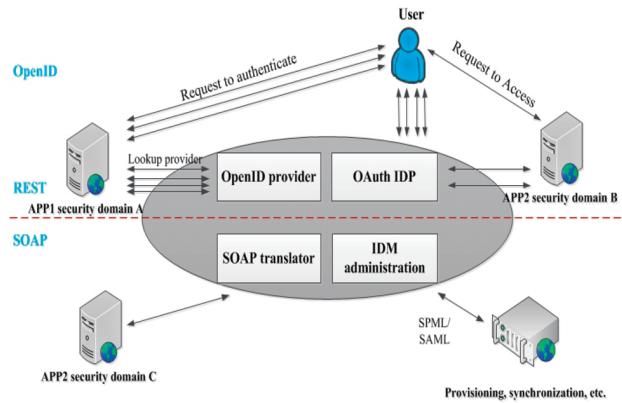 User
OpenID
Request to authenticate
Request to Access
Lookup provider
OpenID provider
OAuth IDP
REST
APP1 security domain A
APP2 security domain B
SOAP
SOAP translator
IDM
administration
SPML/
SAML
APP2 security domain C
Provisioning, synchronization, etc.